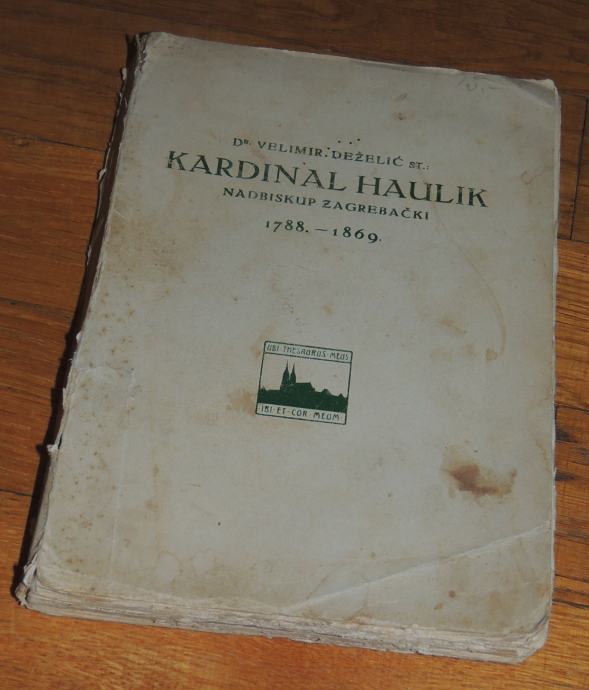 Dr. VELIMIR DEŽELIĆ ST.:
KARDINAL HAULIK
NADBISKUP ZAGREBAČKI
1788. – 1869.
UBI · THESAURUS · MEUS
IBI · ET · COR · MEUM